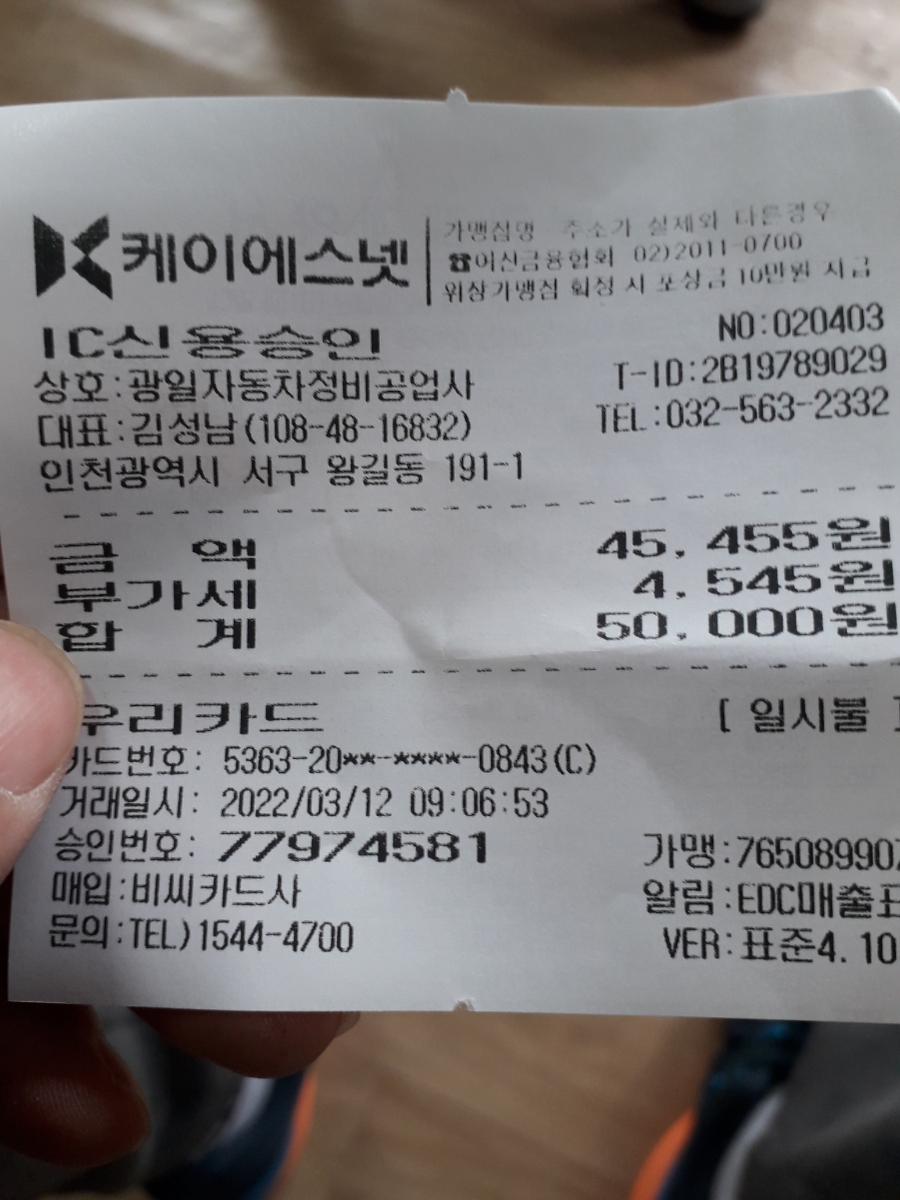 케이에스넷
가맹점명 주소가 실제와 다른경우
☎여신금융협회 02)2011-0700
위장가맹점 확정 시 포상금 10만원 지급
IC신용승인
NO:020403
상호:광일자동차정비공업사
T-ID:2B19789029
대표:김성남(108-48-16832)
TEL:032-563-2332
인천광역시 서구 왕길동 191-1
금 액 45,455원
부가세 4,545원
합 계 50,000원
우리카드 [ 일시불 ]
카드번호: 5363-20**-****-0843(C)
거래일시: 2022/03/12 09:06:53
승인번호: 77974581
가맹:765089907
매입:비씨카드사
알림:EDC매출표
문의:TEL)1544-4700
VER:표준4.10